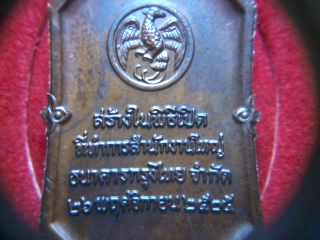 สร้างในพิธีเปิด
ที่ทำการสำนักงานใหญ่
ธนาคารกรุงไทย จำกัด
๒๖ พฤศจิกายน ๒๕๒๕